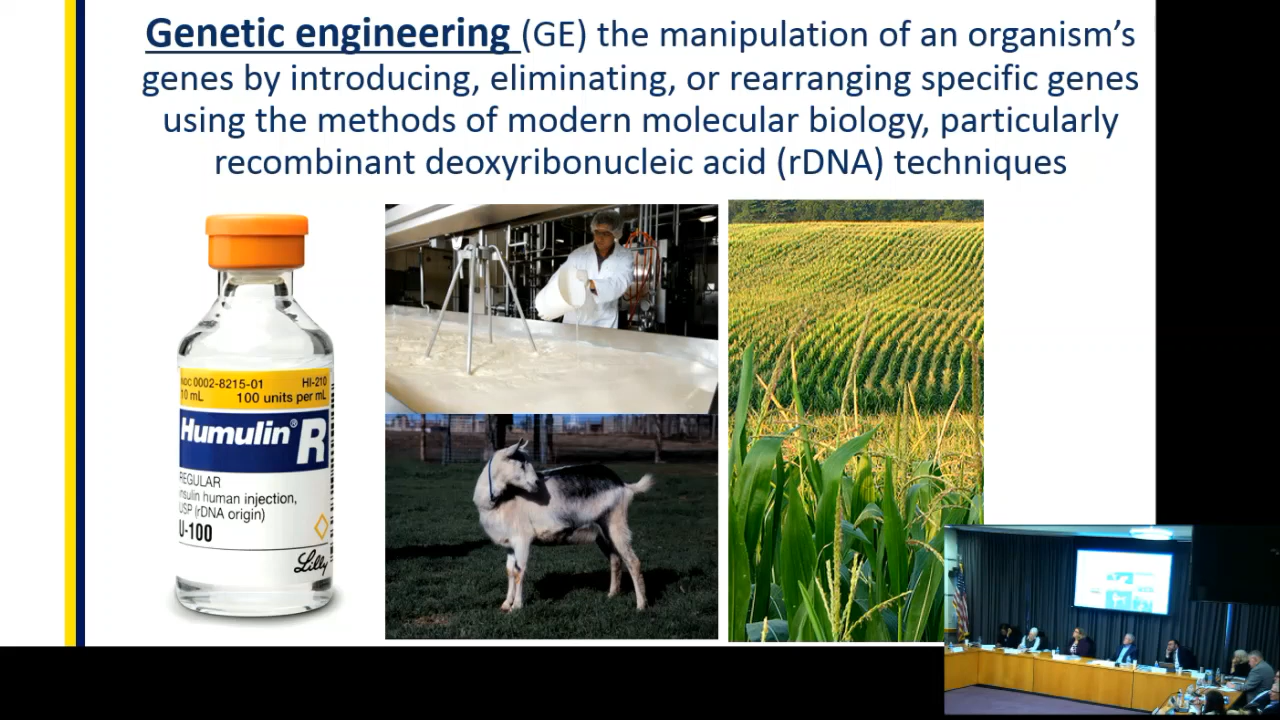 Genetic engineering (GE) the manipulation of an organism's
genes by introducing, eliminating, or rearranging specific genes
using the methods of modern molecular biology, particularly
recombinant deoxyribonucleic acid (rDNA) techniques
NDC 0002-8215-01 HI-210
10 mL 100 units per mL
Humulin® R
REGULAR
insulin human injection,
USP (rDNA origin)
U-100
Lilly